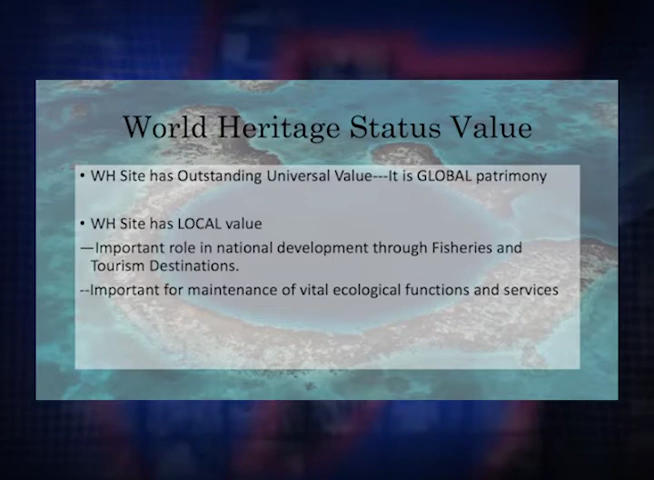 World Heritage Status Value
• WH Site has Outstanding Universal Value---It is GLOBAL patrimony
• WH Site has LOCAL value
—Important role in national development through Fisheries and
Tourism Destinations.
--Important for maintenance of vital ecological functions and services